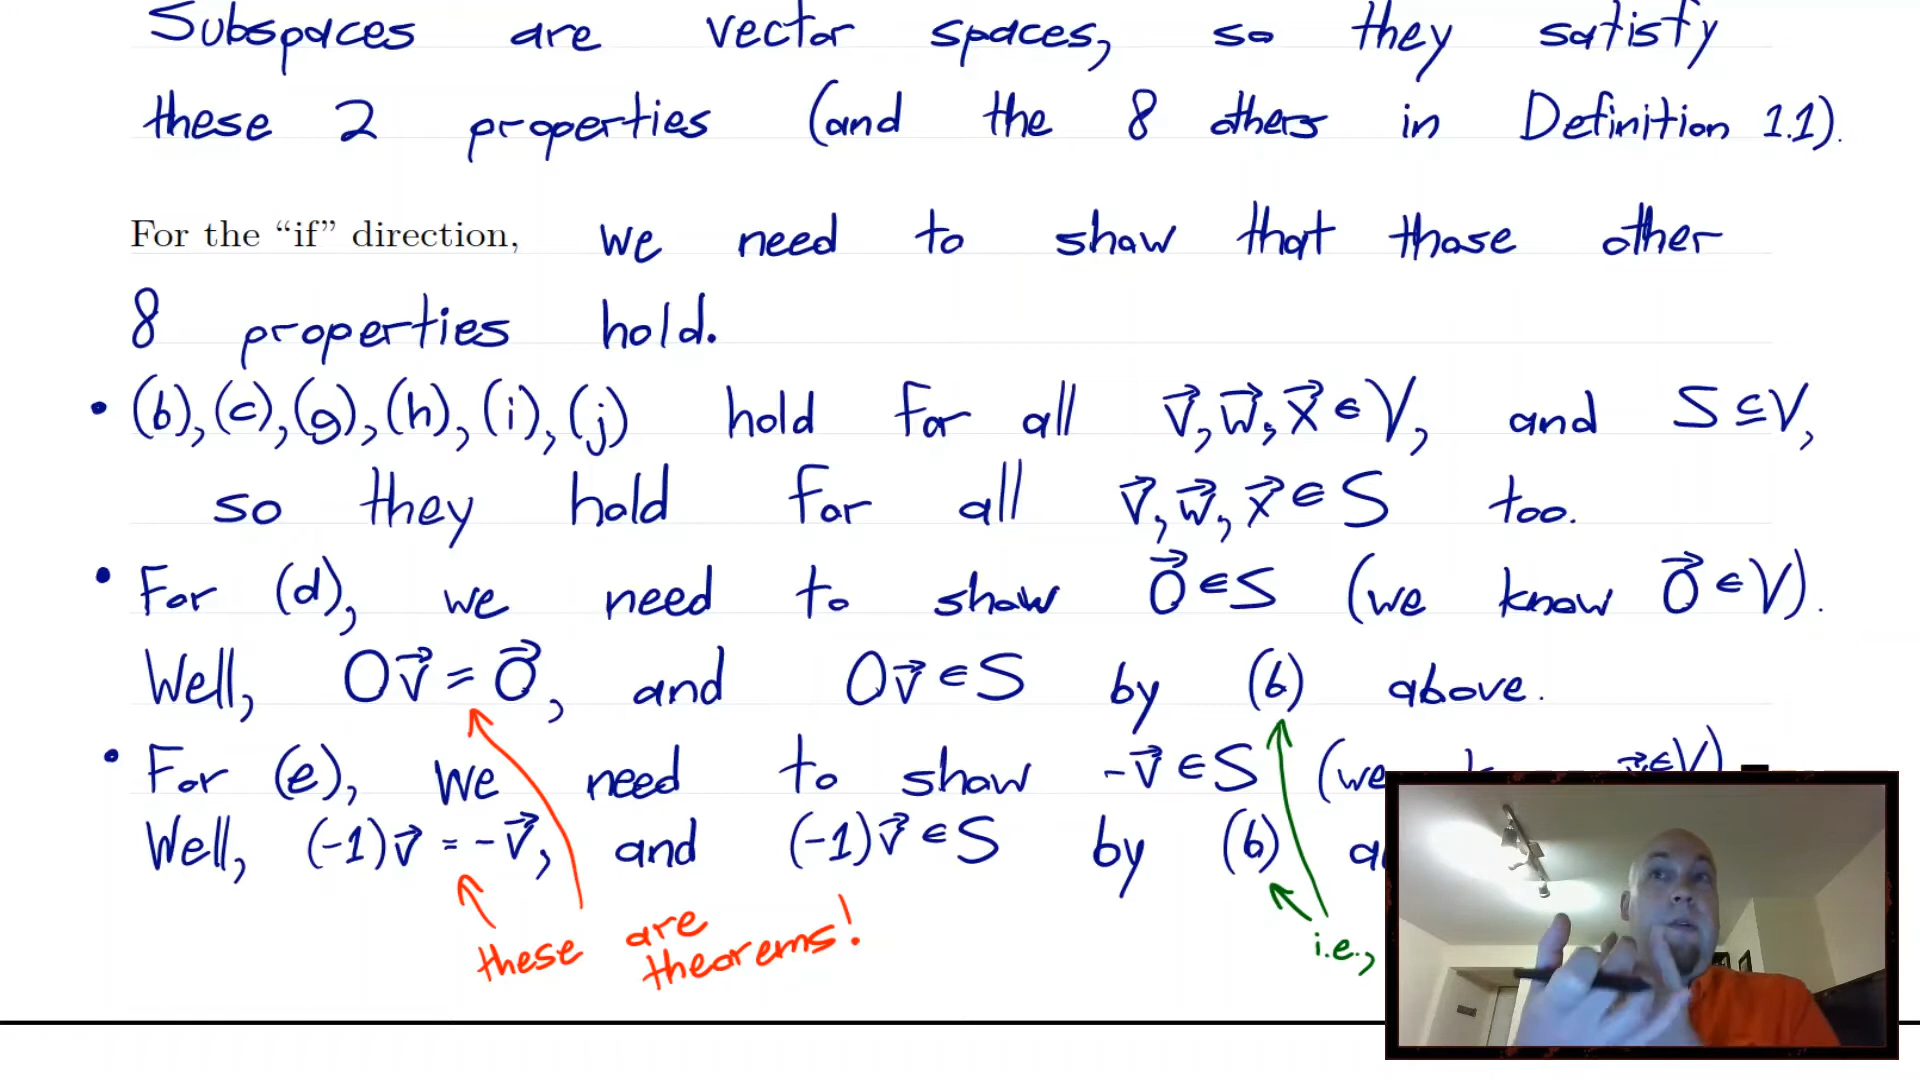 Subspaces are vector spaces, so they satisfy
these 2 properties (and the 8 others in Definition 1.1).
For the “if” direction, we need to show that those other
8 properties hold.
• (b), (c), (g), (h), (i), (j) hold for all v⃗, w⃗, x⃗ ∈ V, and S ⊆ V,
so they hold for all v⃗, w⃗, x⃗ ∈ S too.
• For (d), we need to show 0⃗ ∈ S (we know 0⃗ ∈ V).
Well, 0v⃗ = 0⃗, and 0v⃗ ∈ S by (b) above.
• For (e), we need to show -v⃗ ∈ S (we ∈ V)
Well, (-1)v⃗ = -v⃗, and (-1)v⃗ ∈ S by (b)
these are theorems!
i.e.,